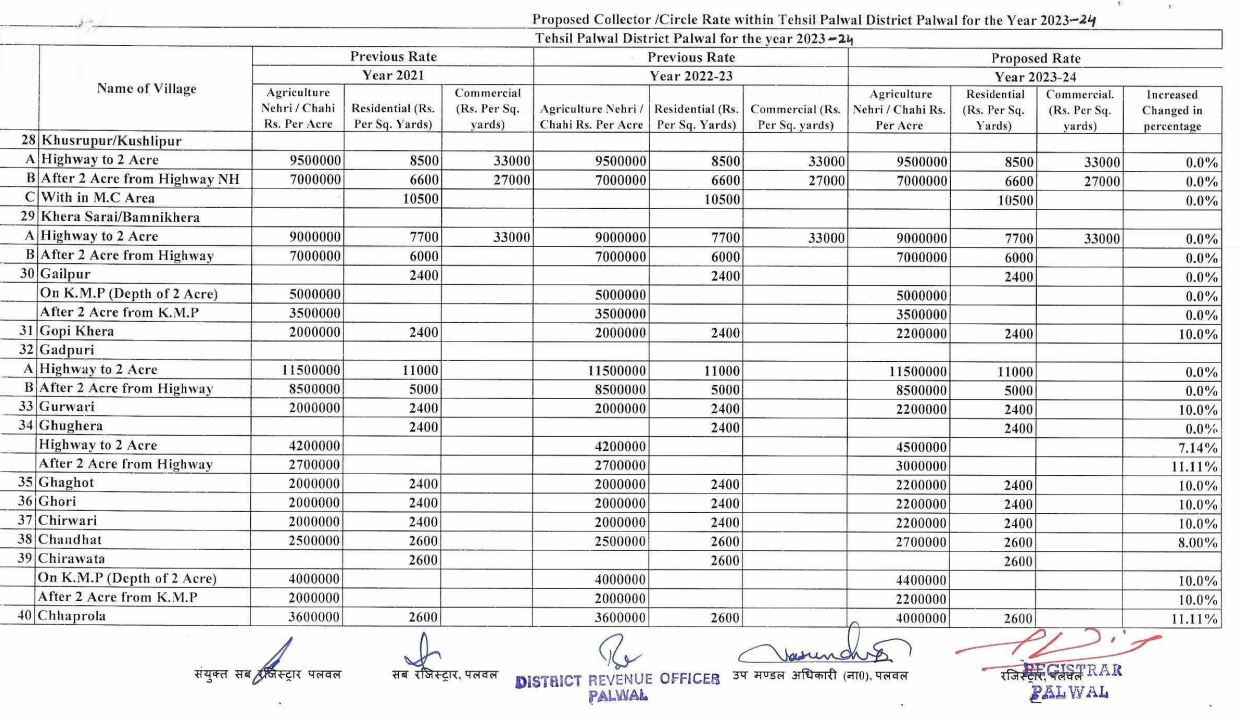 Proposed Collector /Circle Rate within Tehsil Palwal District Palwal for the Year 2023-24
Tehsil Palwal District Palwal for the year 2023-24
Name of Village Previous Rate Previous Rate Proposed Rate
Year 2021 Year 2022-23 Year 2023-24
Agriculture Nehri / Chahi Rs. Per Acre Residential (Rs. Per Sq. Yards) Commercial (Rs. Per Sq. yards) Agriculture Nehri / Chahi Rs. Per Acre Residential (Rs. Per Sq. Yards) Commercial (Rs. Per Sq. yards) Agriculture Nehri / Chahi Rs. Per Acre Residential (Rs. Per Sq. Yards) Commercial. (Rs. Per Sq. yards) Increased Changed in percentage
28 Khusrupur/Kushlipur
A Highway to 2 Acre 9500000 8500 33000 9500000 8500 33000 9500000 8500 33000 0.0%
B After 2 Acre from Highway NH 7000000 6600 27000 7000000 6600 27000 7000000 6600 27000 0.0%
C With in M.C Area 10500 10500 10500 0.0%
29 Khera Sarai/Bamnikhera
A Highway to 2 Acre 9000000 7700 33000 9000000 7700 33000 9000000 7700 33000 0.0%
B After 2 Acre from Highway 7000000 6000 7000000 6000 7000000 6000 0.0%
30 Gailpur 2400 2400 2400 0.0%
On K.M.P (Depth of 2 Acre) 5000000 5000000 5000000 0.0%
After 2 Acre from K.M.P 3500000 3500000 3500000 0.0%
31 Gopi Khera 2000000 2400 2000000 2400 2200000 2400 10.0%
32 Gadpuri
A Highway to 2 Acre 11500000 11000 11500000 11000 11500000 11000 0.0%
B After 2 Acre from Highway 8500000 5000 8500000 5000 8500000 5000 0.0%
33 Gurwari 2000000 2400 2000000 2400 2200000 2400 10.0%
34 Ghughera 2400 2400 2400 0.0%
Highway to 2 Acre 4200000 4200000 4500000 7.14%
After 2 Acre from Highway 2700000 2700000 3000000 11.11%
35 Ghaghot 2000000 2400 2000000 2400 2200000 2400 10.0%
36 Ghori 2000000 2400 2000000 2400 2200000 2400 10.0%
37 Chirwari 2000000 2400 2000000 2400 2200000 2400 10.0%
38 Chandhat 2500000 2600 2500000 2600 2700000 2600 8.00%
39 Chirawata 2600 2600 2600
On K.M.P (Depth of 2 Acre) 4000000 4000000 4400000 10.0%
After 2 Acre from K.M.P 2000000 2000000 2200000 10.0%
40 Chhaprola 3600000 2600 3600000 2600 4000000 2600 11.11%
संयुक्त सब रजिस्ट्रार पलवल सब रजिस्ट्रार, पलवल DISTRICT REVENUE OFFICER उप मण्डल अधिकारी (ना0), पलवल रजिस्ट्रार, पलवल REGISTRAR
PALWAL PALWAL